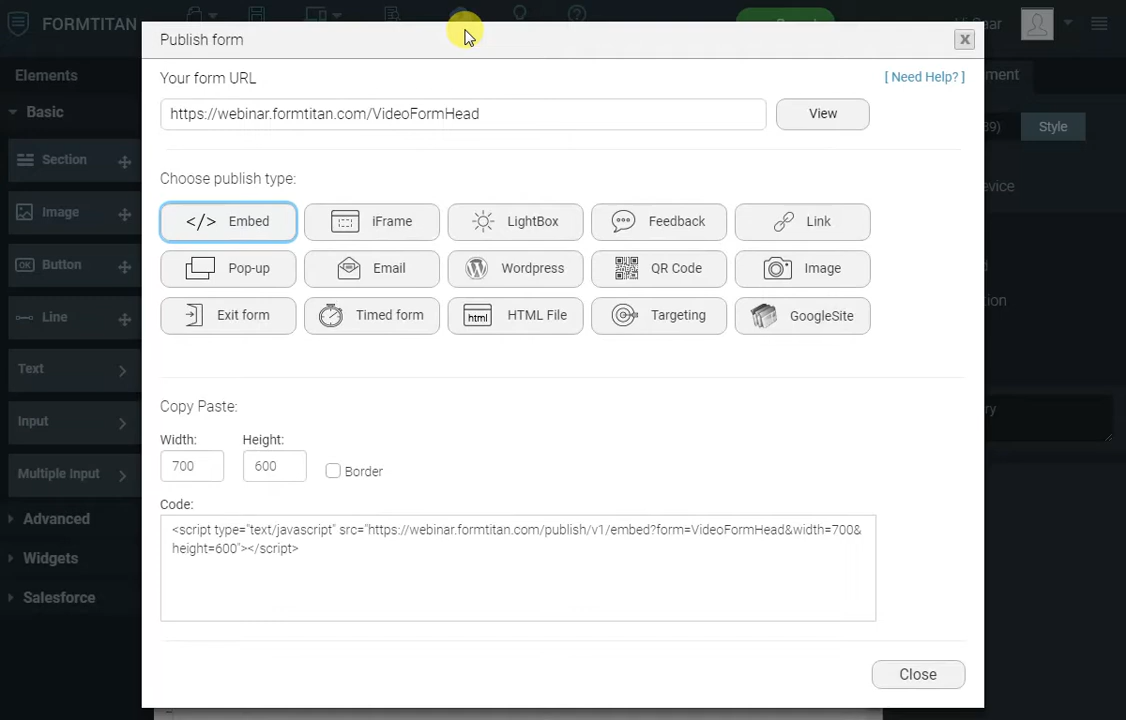 FORMTITAN
Publish form
X
Elements
Your form URL
[ Need Help? ]
Basic
https://webinar.formtitan.com/VideoFormHead
View
Style
Section
Choose publish type:
Image
</> Embed
iFrame
LightBox
Feedback
Link
OK Button
Pop-up
Email
Wordpress
QR Code
Image
Line
Exit form
Timed form
html HTML File
Targeting
GoogleSite
Text
Copy Paste:
Input
Width:
Height:
700
600
Border
Multiple Input
Code:
Advanced
<script type="text/javascript" src="https://webinar.formtitan.com/publish/v1/embed?form=VideoFormHead&width=700&
height=600"></script>
Widgets
Salesforce
Close